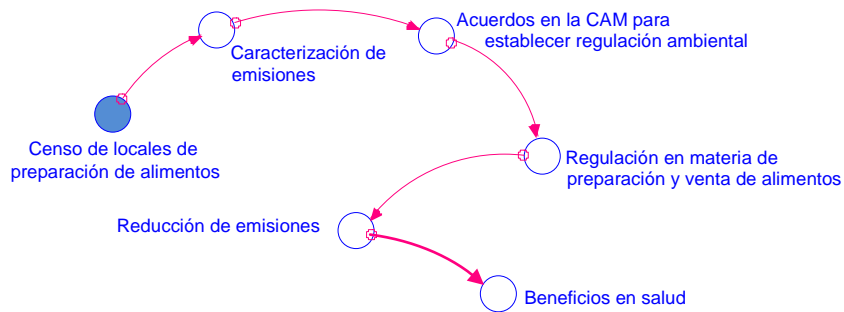 Censo de locales de
preparación de alimentos
Caracterización de
emisiones
Acuerdos en la CAM para
establecer regulación ambiental
Regulación en materia de
preparación y venta de alimentos
Reducción de emisiones
Beneficios en salud